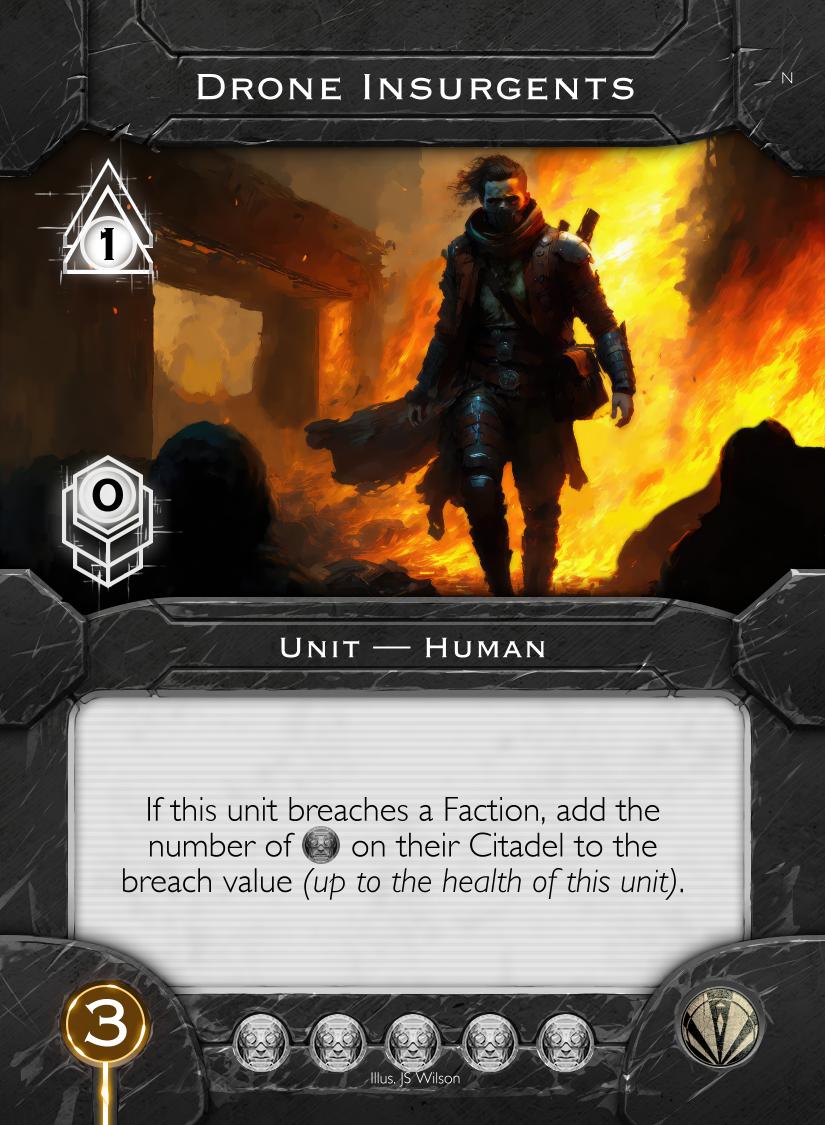 DRONE INSURGENTS
N
1
0
UNIT — HUMAN
If this unit breaches a Faction, add the
number of on their Citadel to the
breach value (up to the health of this unit).
3
Illus. JS Wilson